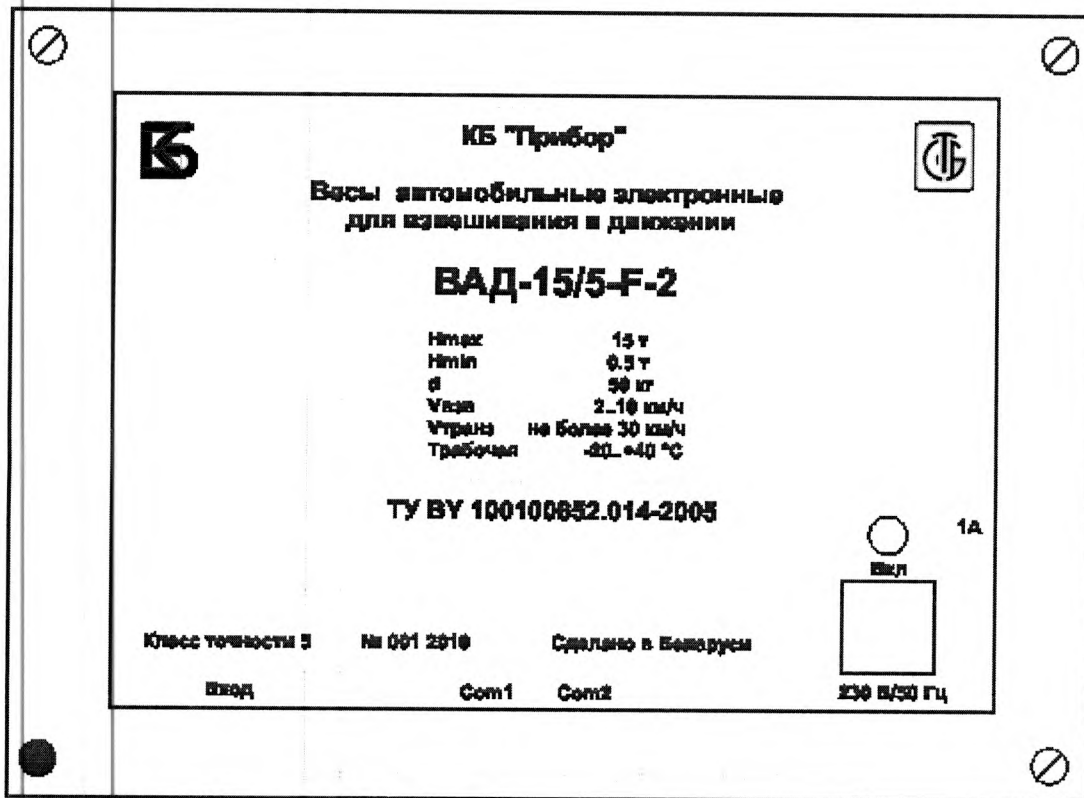 КБ "Прибор"
Весы автомобильные электронные
для взвешивания в движении
ВАД-15/5-F-2
Hmax 15 т
Hmin 0.5 т
d 50 кг
Vвзв 2...10 км/ч
Vтранз не более 30 км/ч
Tрабочая -20...+40 °C
ТУ BY 100100652.014-2005
1А
Вкл
Класс точности 5 № 001 2010 Сделано в Беларуси
Вход Com1 Com2 230 В/50 Гц